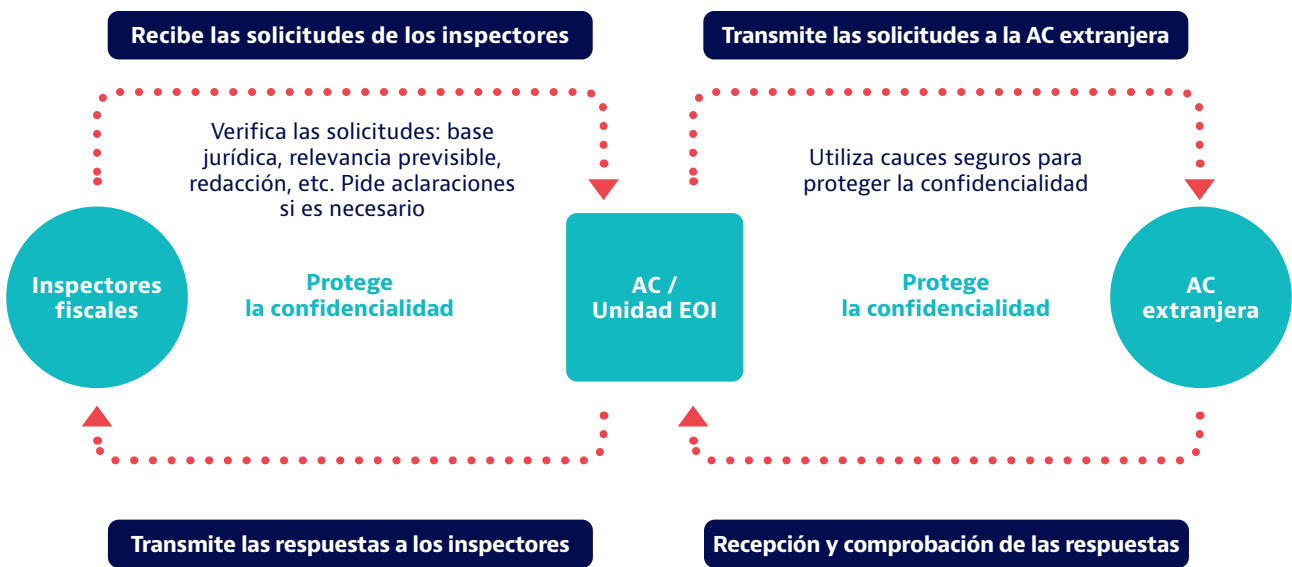 Recibe las solicitudes de los inspectores
Transmite las solicitudes a la AC extranjera
Verifica las solicitudes: base
jurídica, relevancia previsible,
redacción, etc. Pide aclaraciones
si es necesario
Utiliza cauces seguros para
proteger la confidencialidad
Inspectores
fiscales
Protege
la confidencialidad
AC /
Unidad EOI
Protege
la confidencialidad
AC
extranjera
Transmite las respuestas a los inspectores
Recepción y comprobación de las respuestas